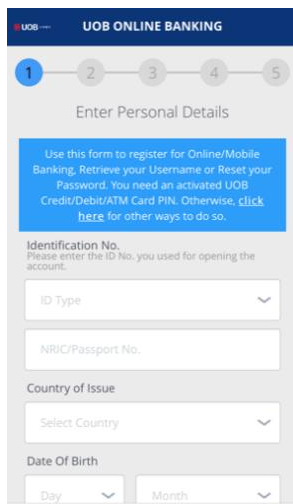 UOB
UOB ONLINE BANKING
1 2 3 4 5
Enter Personal Details
Use this form to register for Online/Mobile
Banking, Retrieve your Username or Reset your
Password. You need an activated UOB
Credit/Debit/ATM Card PIN. Otherwise, click
here for other ways to do so.
Identification No.
Please enter the ID No. you used for opening the
account.
ID Type
NRIC/Passport No.
Country of Issue
Select Country
Date Of Birth
Day Month